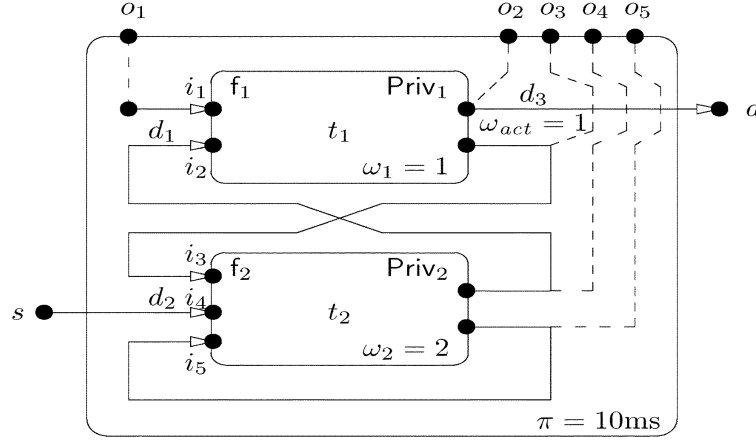 o₁ o₂ o₃ o₄ o₅
i₁ f₁ Priv₁ d₃
d₁ t₁ ω_act = 1
i₂ ω₁ = 1
i₃ f₂ Priv₂
s d₂ i₄ t₂
i₅ ω₂ = 2
π = 10ms